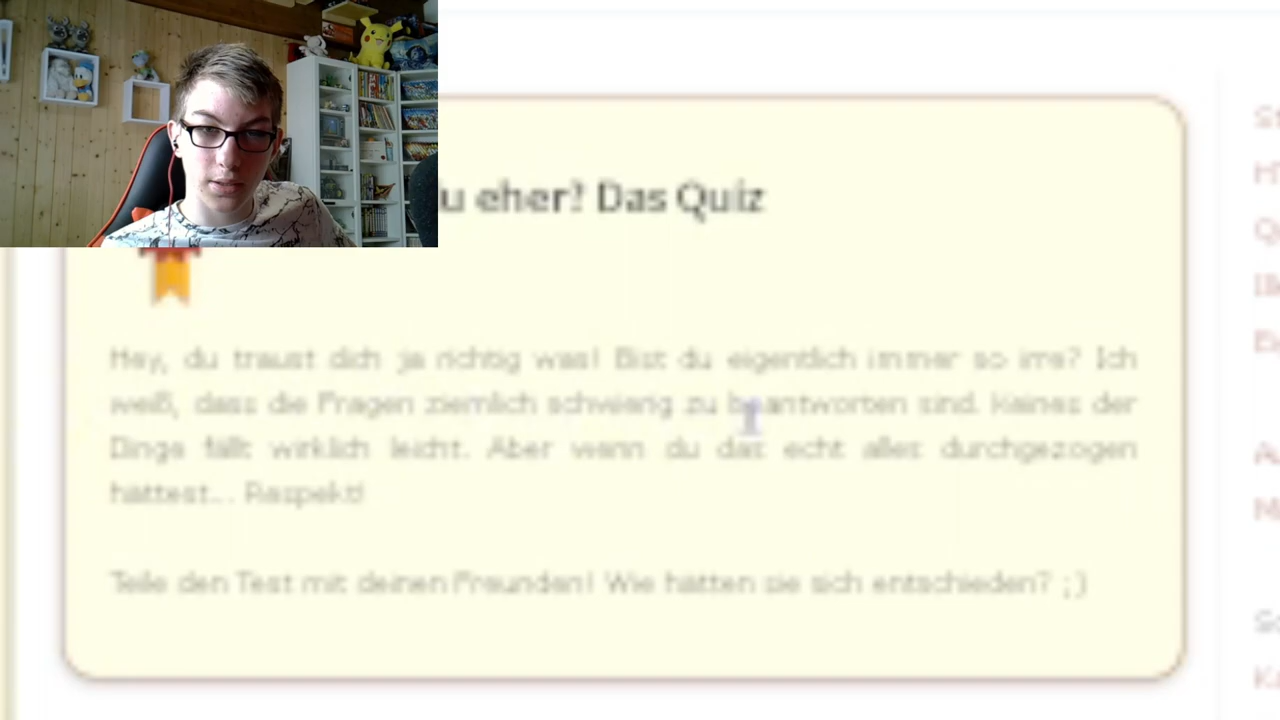 u eher? Das Quiz
Hey, du traust dich ja richtig was! Bist du eigentlich immer so irre? Ich
weiß, dass die Fragen ziemlich schwierig zu beantworten sind. Keines der
Dinge fällt wirklich leicht. Aber wenn du das echt alles durchgezogen
hättest... Respekt!
Teile den Test mit deinen Freunden! Wie hätten sie sich entschieden? ;)